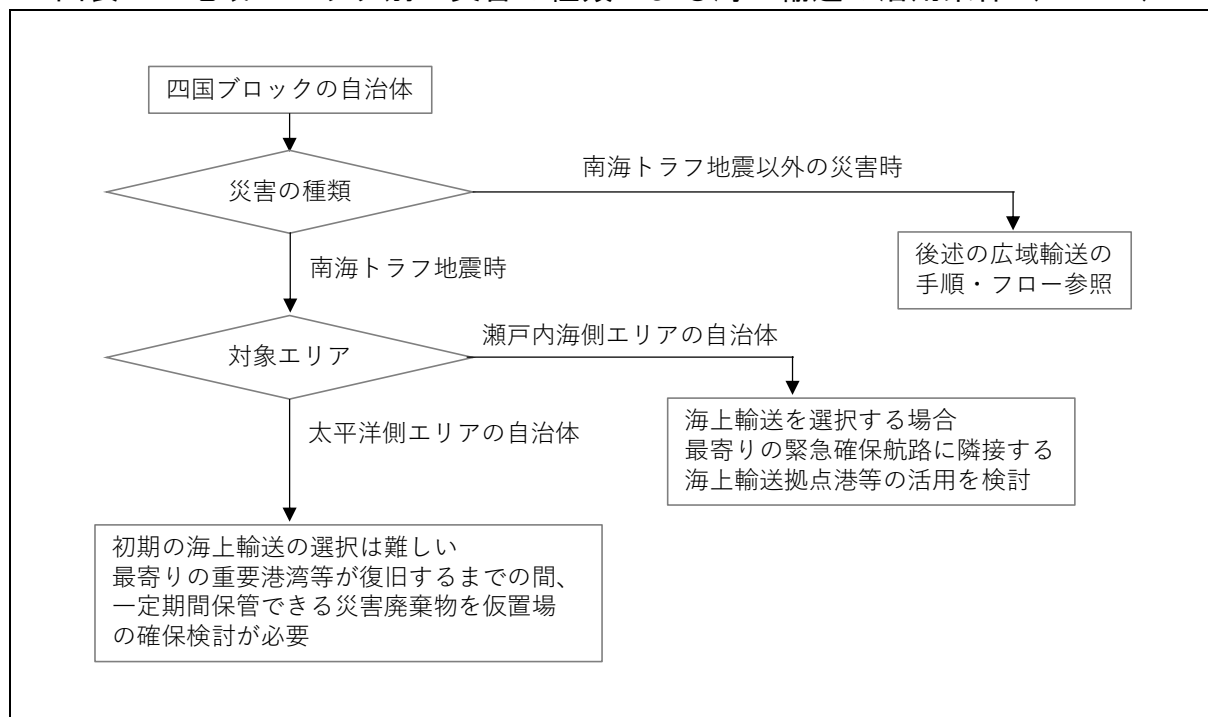 四国ブロックの自治体
災害の種類
南海トラフ地震以外の災害時
後述の広域輸送の
手順・フロー参照
南海トラフ地震時
対象エリア
瀬戸内海側エリアの自治体
海上輸送を選択する場合
最寄りの緊急確保航路に隣接する
海上輸送拠点港等の活用を検討
太平洋側エリアの自治体
初期の海上輸送の選択は難しい
最寄りの重要港湾等が復旧するまでの間、
一定期間保管できる災害廃棄物を仮置場
の確保検討が必要